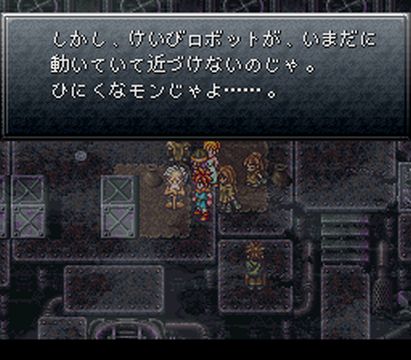 しかし、けいびロボットが、いまだに
動いていて近づけないのじゃ。
ひにくなモンじゃよ……。